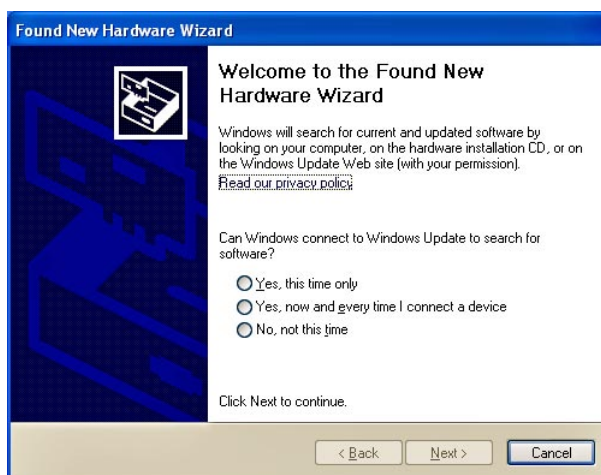 Found New Hardware Wizard
Welcome to the Found New
Hardware Wizard
Windows will search for current and updated software by
looking on your computer, on the hardware installation CD, or on
the Windows Update Web site (with your permission).
Read our privacy policy
Can Windows connect to Windows Update to search for
software?
Yes, this time only
Yes, now and every time I connect a device
No, not this time
Click Next to continue.
< Back Next > Cancel